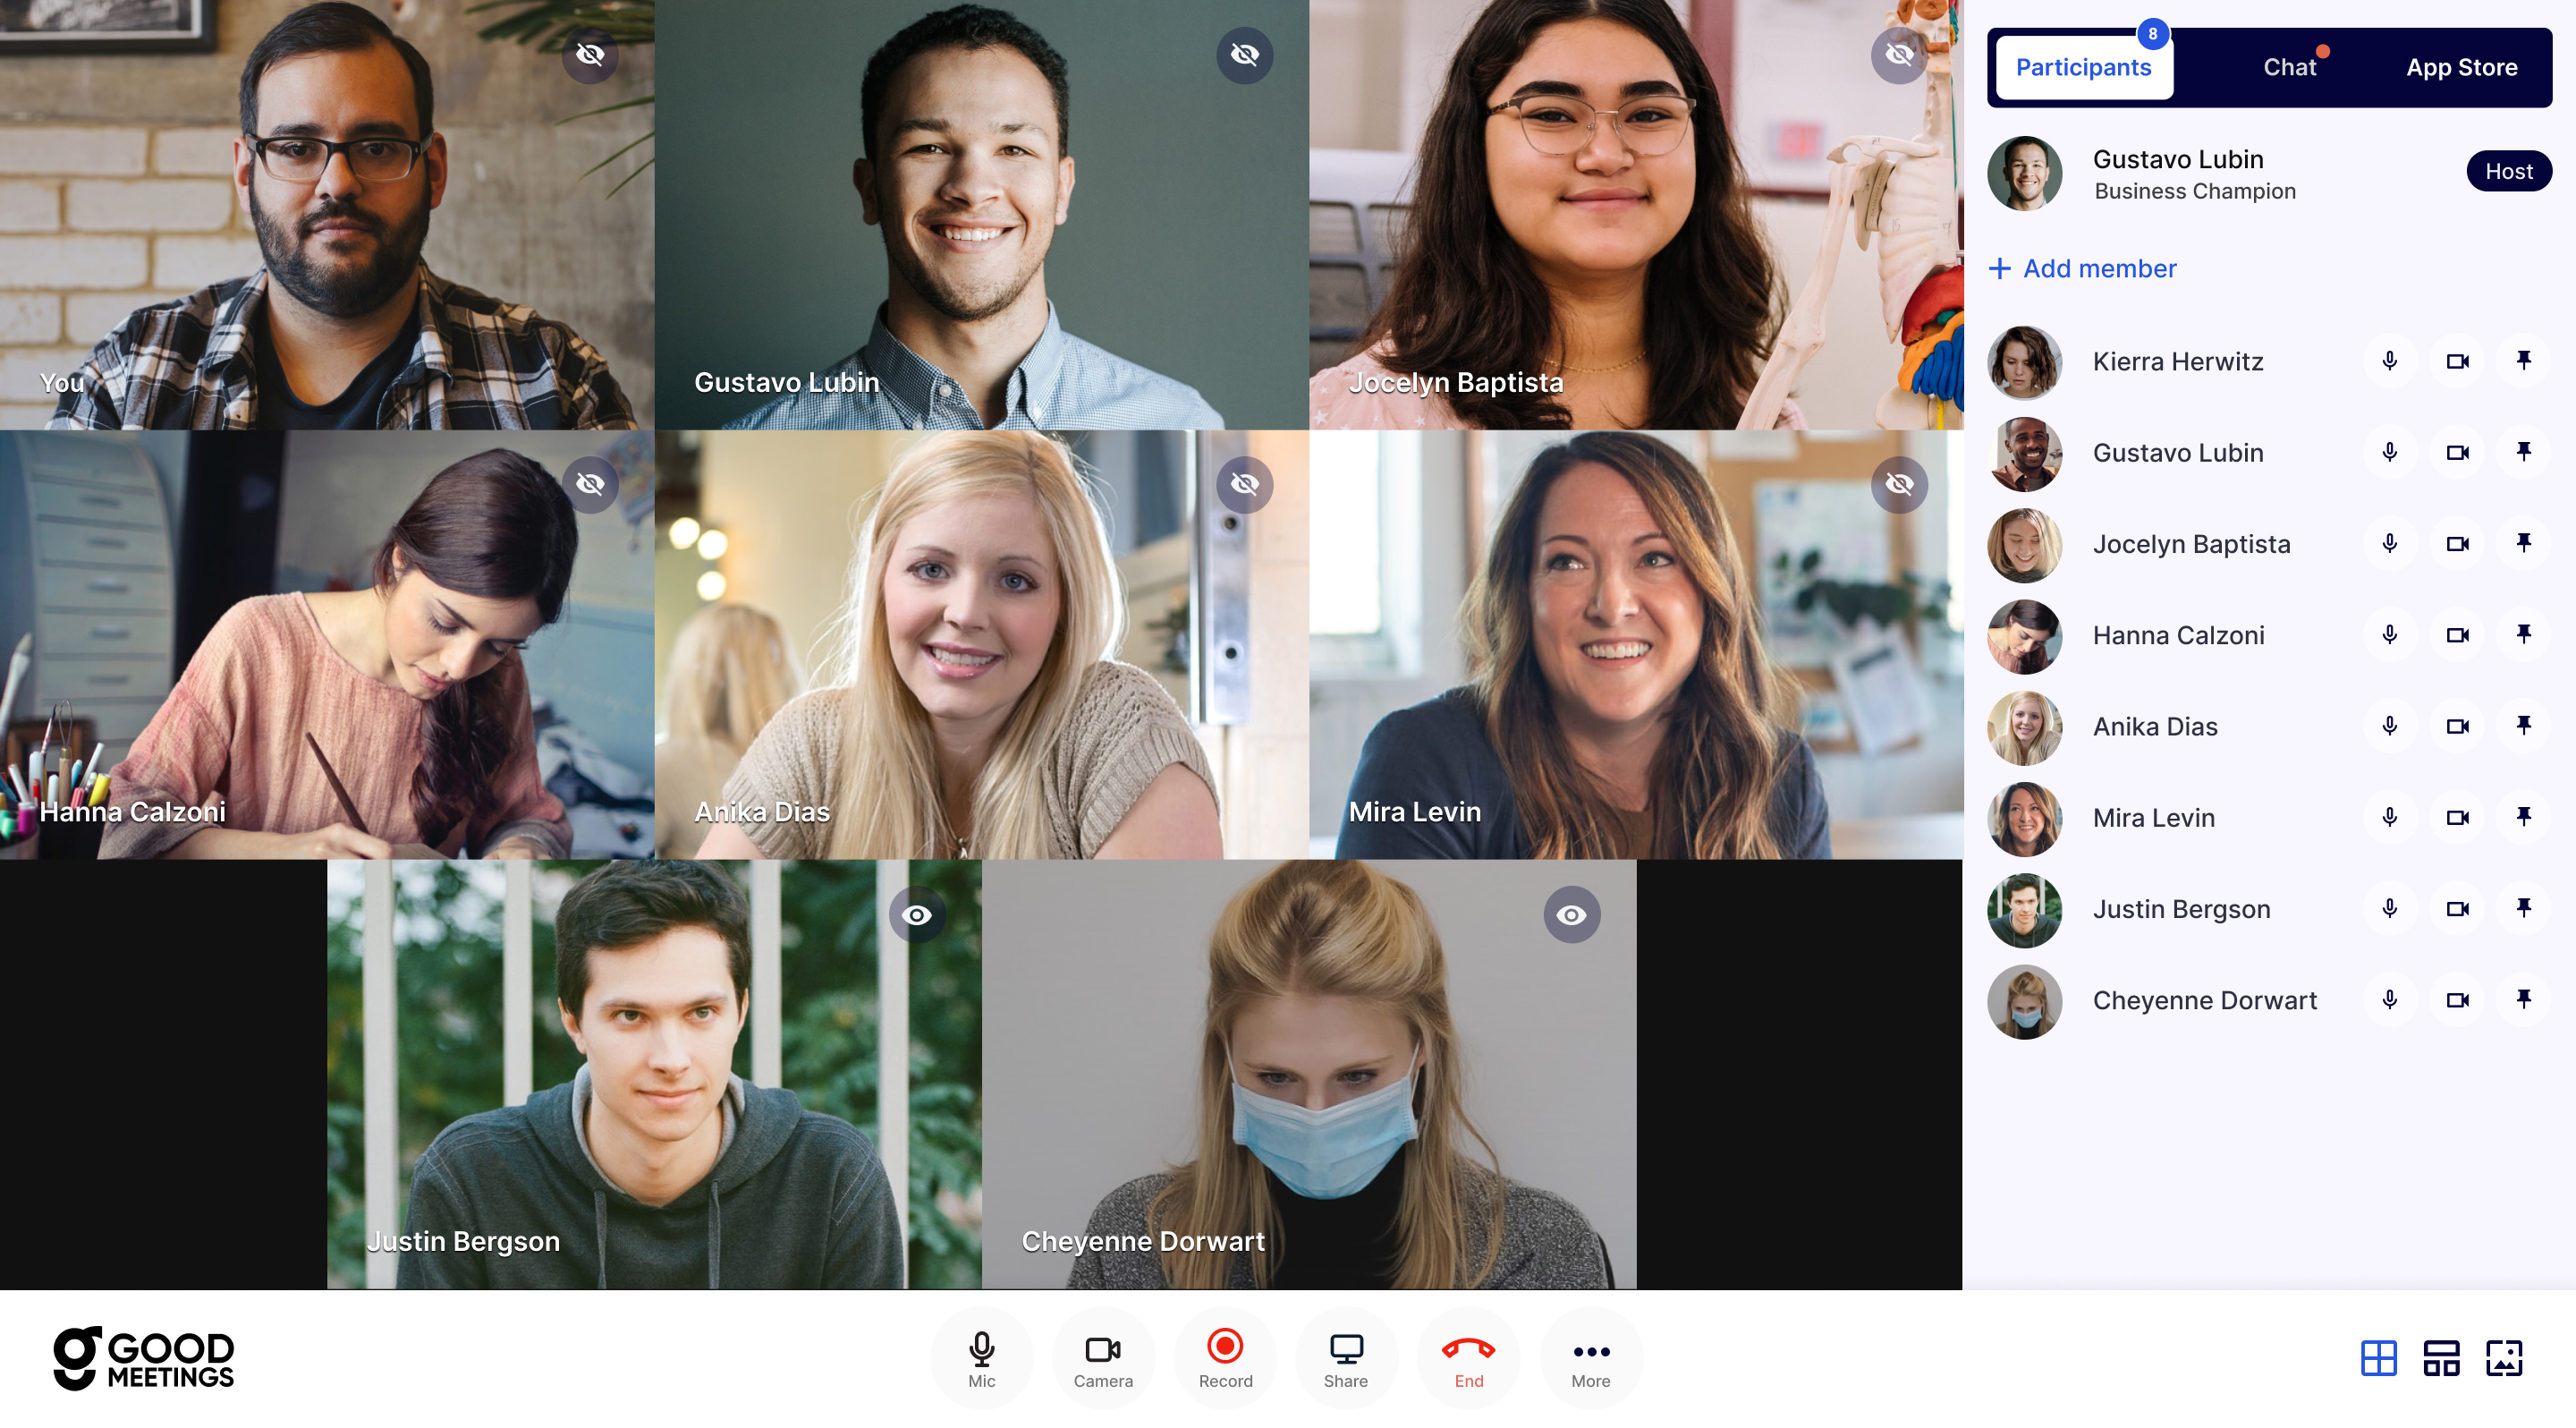 You
Gustavo Lubin
Jocelyn Baptista
Hanna Calzoni
Anika Dias
Mira Levin
Justin Bergson
Cheyenne Dorwart
8
Participants
Chat
App Store
Gustavo Lubin
Business Champion
Host
+ Add member
Kierra Herwitz
Gustavo Lubin
Jocelyn Baptista
Hanna Calzoni
Anika Dias
Mira Levin
Justin Bergson
Cheyenne Dorwart
GOOD
MEETINGS
Mic
Camera
Record
Share
End
More